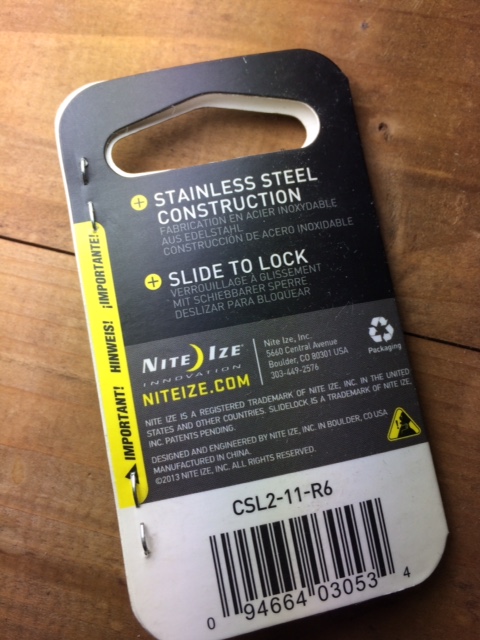 STAINLESS STEEL
CONSTRUCTION
FABRICATION EN ACIER INOXYDABLE
AUS EDELSTAHL
CONSTRUCCIÓN DE ACERO INOXIDABLE
SLIDE TO LOCK
VERROUILLAGE À GLISSEMENT
MIT SCHIEBBARER SPERRE
DESLIZAR PARA BLOQUEAR
IMPORTANT! HINWEIS! ¡IMPORTANTE!
NITE IZE
INNOVATION
NITEIZE.COM
Nite Ize, Inc.
5660 Central Avenue
Boulder, CO 80301 USA
303-449-2576
Packaging
NITE IZE IS A REGISTERED TRADEMARK OF NITE IZE, INC. IN THE UNITED
STATES AND OTHER COUNTRIES. SLIDELOCK IS A TRADEMARK OF NITE IZE,
INC. PATENTS PENDING.
DESIGNED AND ENGINEERED BY NITE IZE, INC. IN BOULDER, CO USA
MANUFACTURED IN CHINA.
©2013 NITE IZE, INC. ALL RIGHTS RESERVED.
CSL2-11-R6
0 94664 03053 4